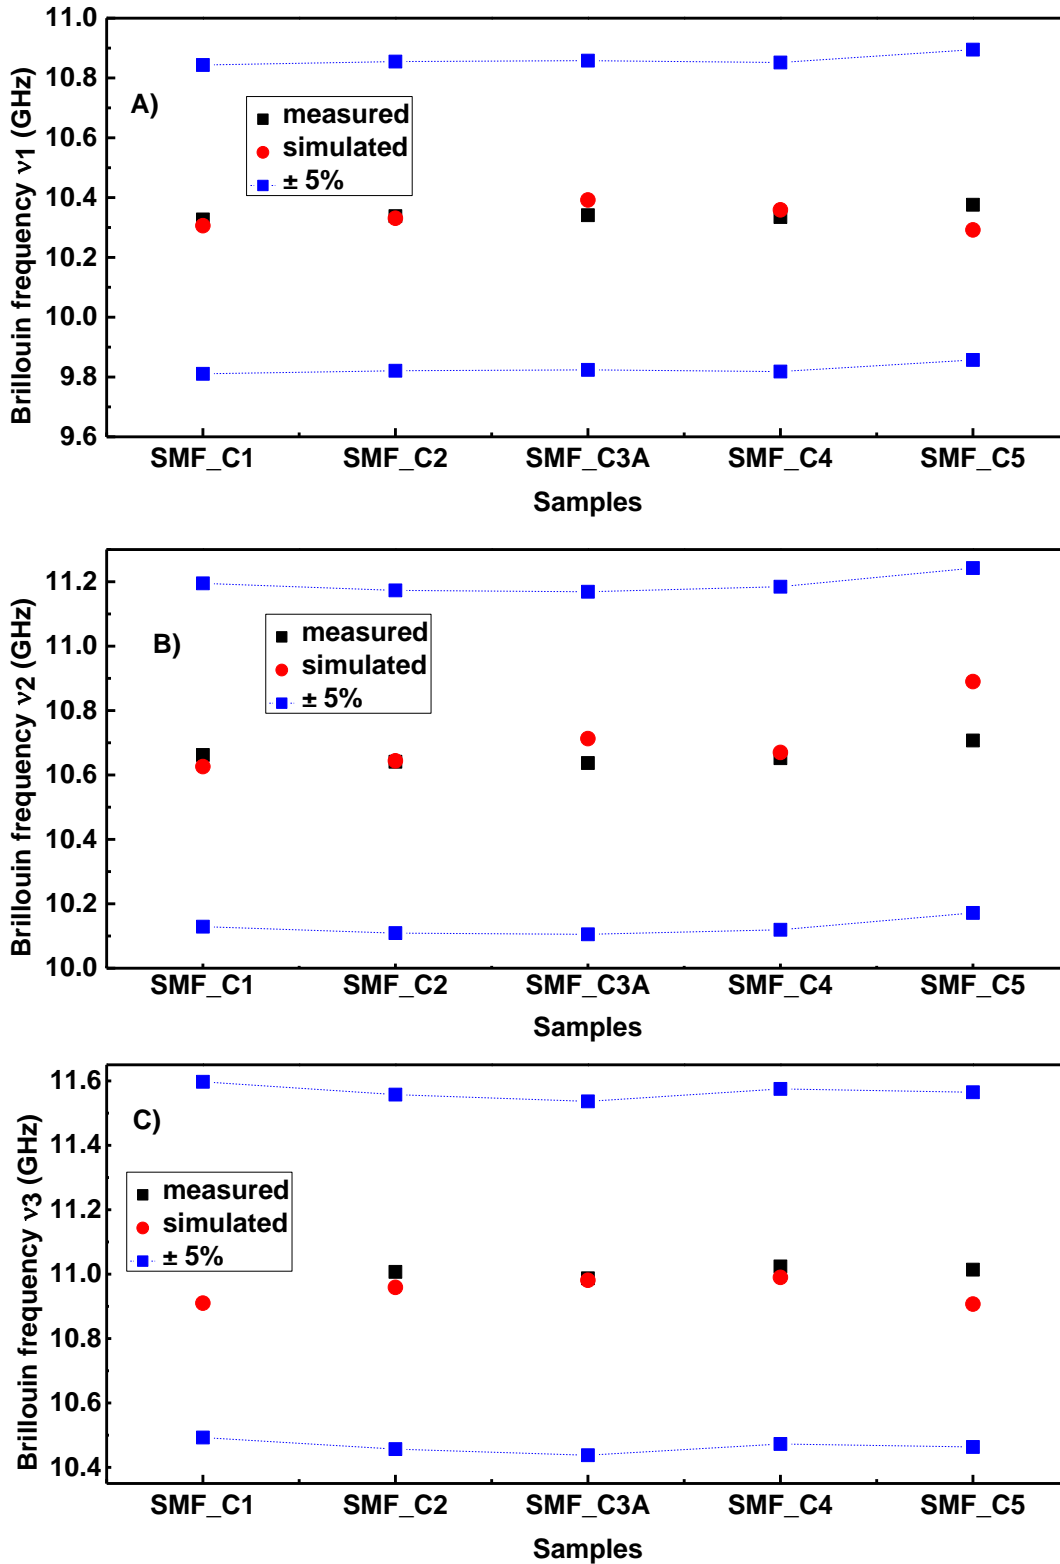 11.0
10.8
10.6
10.4
10.2
10.0
9.8
9.6
Brillouin frequency ν1 (GHz)
A)
measured
simulated
± 5%
SMF_C1 SMF_C2 SMF_C3A SMF_C4 SMF_C5
Samples
11.2
11.0
10.8
10.6
10.4
10.2
10.0
Brillouin frequency ν2 (GHz)
B)
measured
simulated
± 5%
SMF_C1 SMF_C2 SMF_C3A SMF_C4 SMF_C5
Samples
11.6
11.4
11.2
11.0
10.8
10.6
10.4
Brillouin frequency ν3 (GHz)
C)
measured
simulated
± 5%
SMF_C1 SMF_C2 SMF_C3A SMF_C4 SMF_C5
Samples